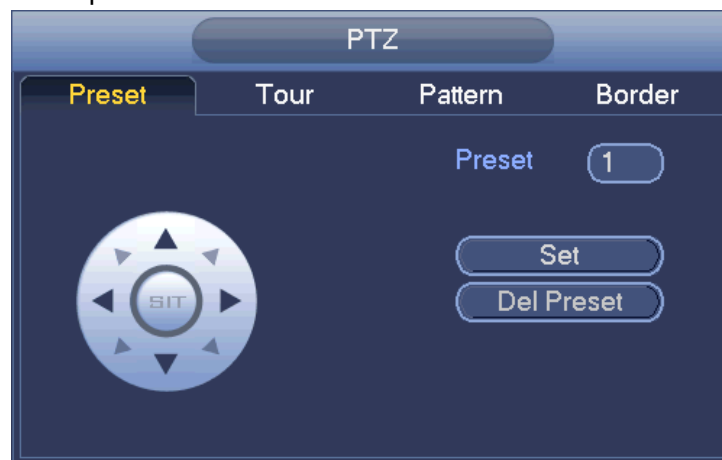 PTZ
Preset Tour Pattern Border
Preset 1
Set
SIT
Del Preset